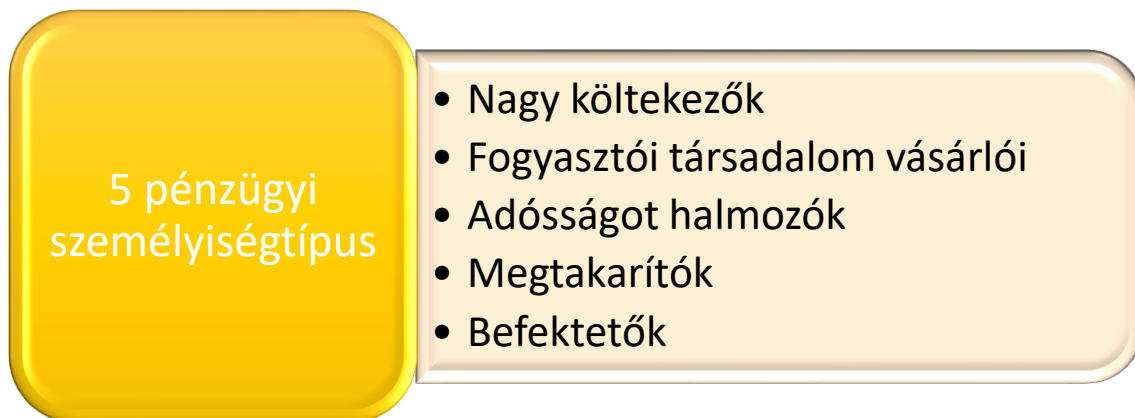 5 pénzügyi
személyiségtípus
• Nagy költekezők
• Fogyasztói társadalom vásárlói
• Adósságot halmozók
• Megtakarítók
• Befektetők